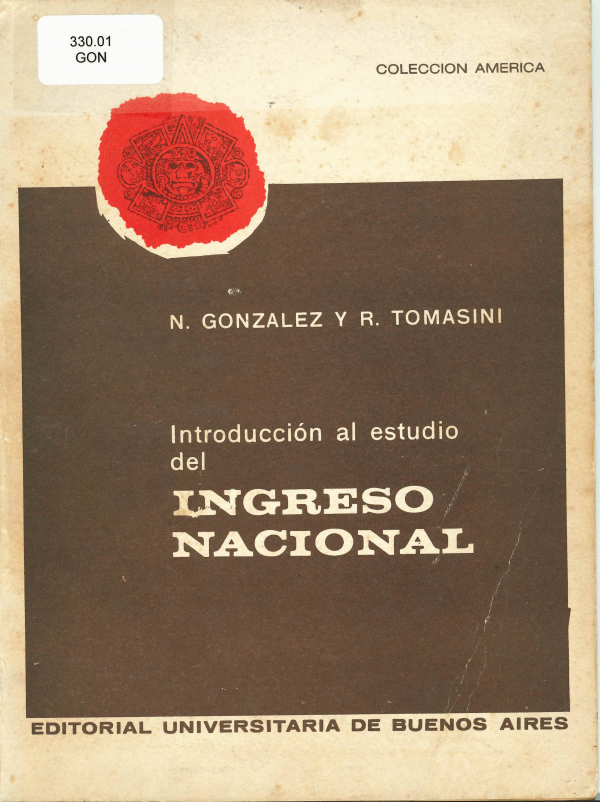 330.01
GON
COLECCION AMERICA
N. GONZALEZ Y R. TOMASINI
Introducción al estudio
del
INGRESO
NACIONAL
EDITORIAL UNIVERSITARIA DE BUENOS AIRES